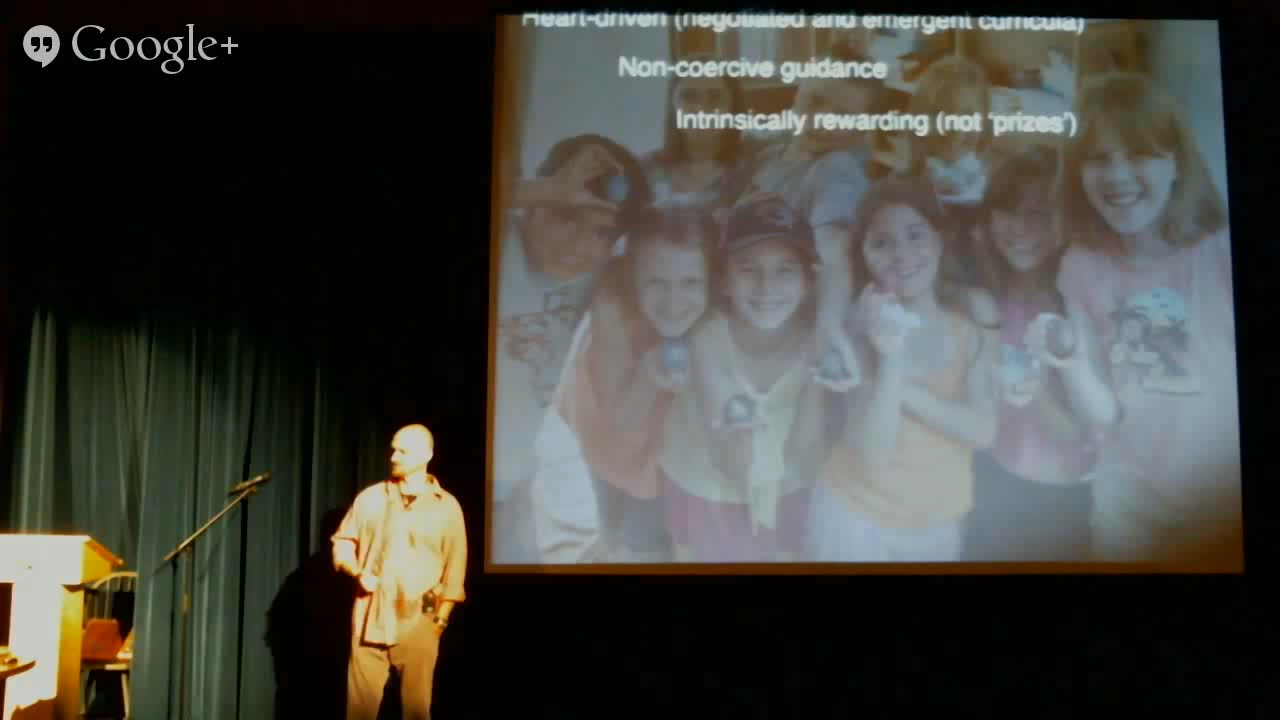 Google+
Heart-driven (negotiated and emergent curricula)
Non-coercive guidance
Intrinsically rewarding (not 'prizes')